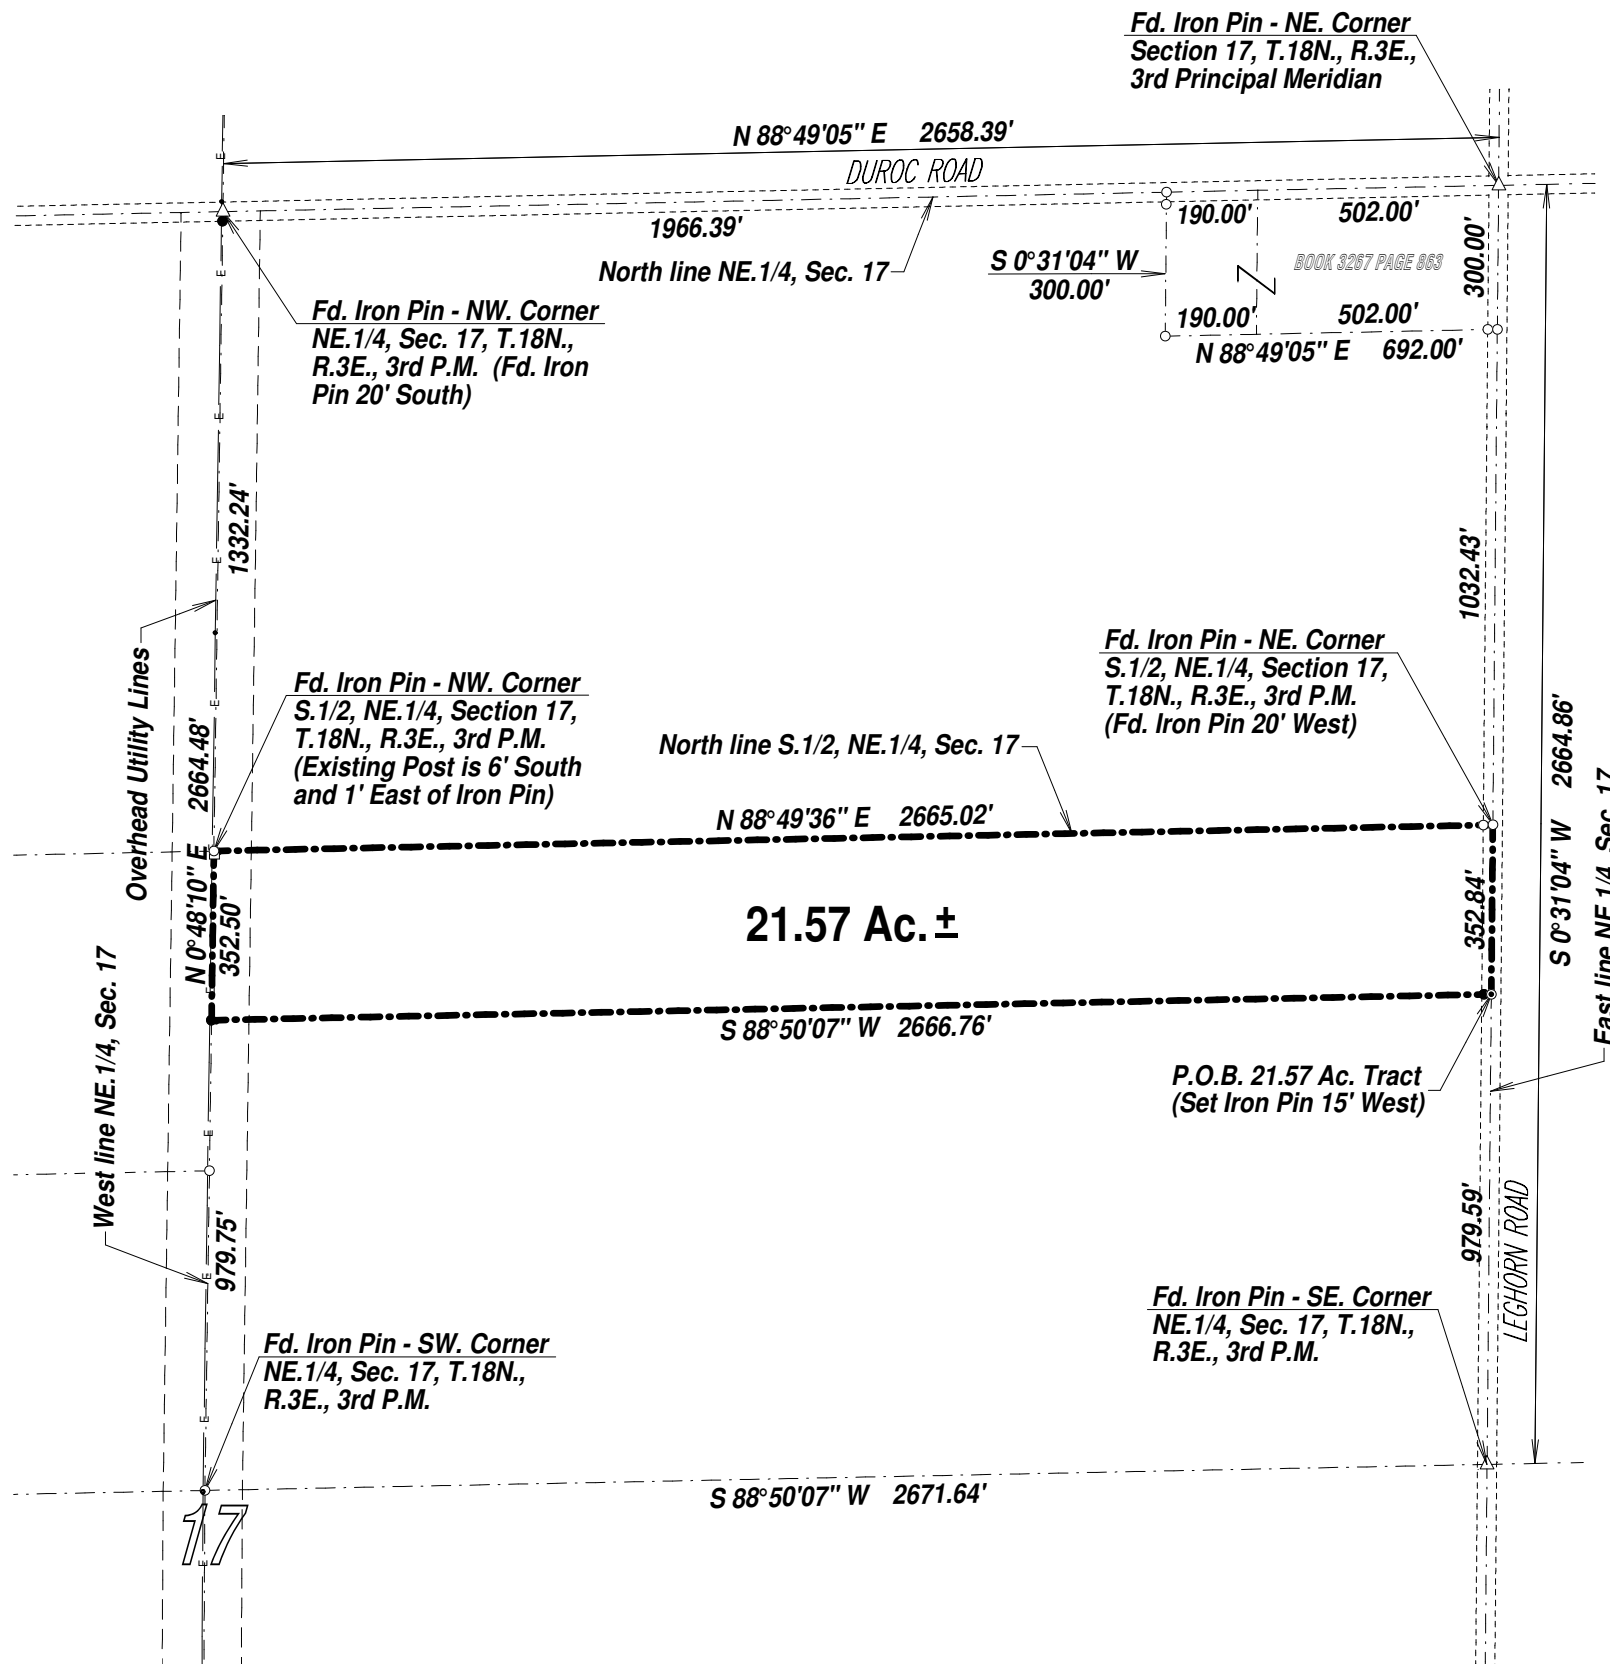 Fd. Iron Pin - NE. Corner
Section 17, T.18N., R.3E.,
3rd Principal Meridian
N 88°49'05" E 2658.39'
DUROC ROAD
1966.39'
North line NE.1/4, Sec. 17
190.00'
502.00'
S 0°31'04" W
300.00'
BOOK 3267 PAGE 863
300.00'
190.00'
502.00'
N 88°49'05" E 692.00'
Fd. Iron Pin - NW. Corner
NE.1/4, Sec. 17, T.18N.,
R.3E., 3rd P.M. (Fd. Iron
Pin 20' South)
1332.24'
1032.43'
Overhead Utility Lines
N 0°48'10" E 2664.48'
Fd. Iron Pin - NW. Corner
S.1/2, NE.1/4, Section 17,
T.18N., R.3E., 3rd P.M.
(Existing Post is 6' South
and 1' East of Iron Pin)
Fd. Iron Pin - NE. Corner
S.1/2, NE.1/4, Section 17,
T.18N., R.3E., 3rd P.M.
(Fd. Iron Pin 20' West)
North line S.1/2, NE.1/4, Sec. 17
N 88°49'36" E 2665.02'
S 0°31'04" W 2664.86'
East line NE.1/4, Sec. 17
352.50'
21.57 Ac.±
352.84'
West line NE.1/4, Sec. 17
S 88°50'07" W 2666.76'
P.O.B. 21.57 Ac. Tract
(Set Iron Pin 15' West)
979.75'
979.59'
LEGHORN ROAD
Fd. Iron Pin - SE. Corner
NE.1/4, Sec. 17, T.18N.,
R.3E., 3rd P.M.
Fd. Iron Pin - SW. Corner
NE.1/4, Sec. 17, T.18N.,
R.3E., 3rd P.M.
S 88°50'07" W 2671.64'
17